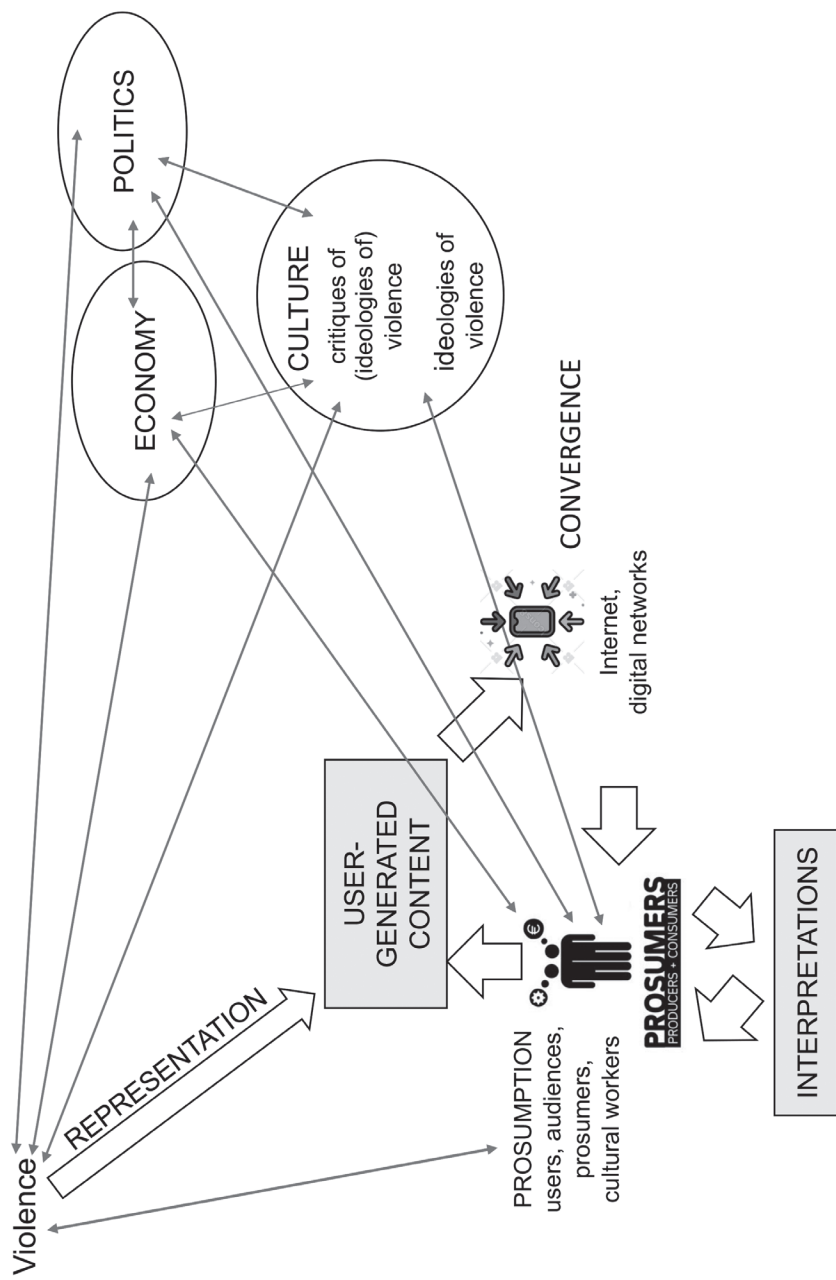 Violence
REPRESENTATION
POLITICS
ECONOMY
CULTURE
critiques of
(ideologies of)
violence
ideologies of
violence
USER-
GENERATED
CONTENT
CONVERGENCE
Internet,
digital networks
PROSUMPTION
users, audiences,
prosumers,
cultural workers
€
PROSUMERS
PRODUCERS + CONSUMERS
INTERPRETATIONS